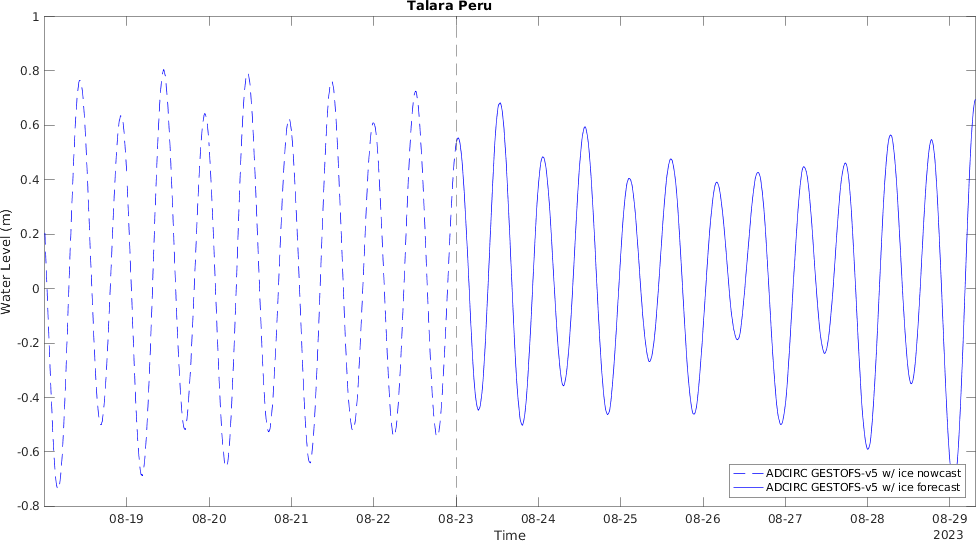 Talara Peru
1
0.8
0.6
0.4
0.2
0
-0.2
-0.4
-0.6
-0.8
Water Level (m)
ADCIRC GESTOFS-v5 w/ ice nowcast
ADCIRC GESTOFS-v5 w/ ice forecast
08-19 08-20 08-21 08-22 08-23 08-24 08-25 08-26 08-27 08-28 08-29
2023
Time